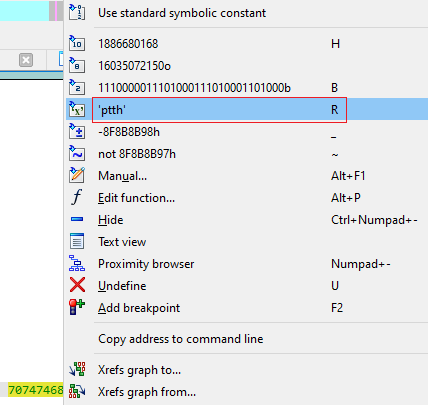 Use standard symbolic constant
1886680168 H
16035072150o
1110000011101000111010001101000b B
'ptth' R
-8F8B8B98h _
not 8F8B8B97h ~
Manual... Alt+F1
Edit function... Alt+P
Hide Ctrl+Numpad+-
Text view
Proximity browser Numpad+-
Undefine U
Add breakpoint F2
Copy address to command line
70747468
Xrefs graph to...
Xrefs graph from...